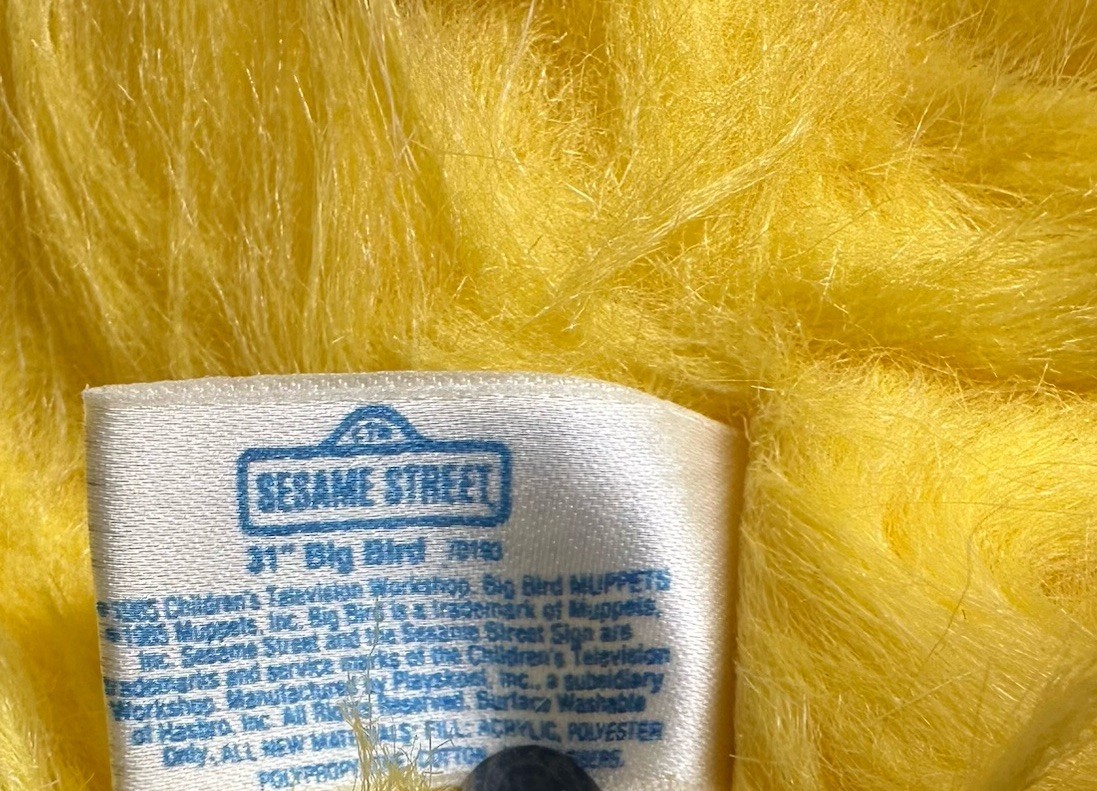 SESAME STREET
31" Big Bird
Children's Television Workshop. Big Bird MUPPETS
Muppets, Inc. Big Bird is a trademark of Muppets,
Inc. Sesame Street and the Sesame Street Sign are
trademarks and service marks of the Children's Television
Workshop. Manufactured by Playskool, Inc., a subsidiary
of Hasbro, Inc. All Rights Reserved. Surface Washable
Only. ALL NEW MATERIALS, FILL: ACRYLIC, POLYESTER
COTTON